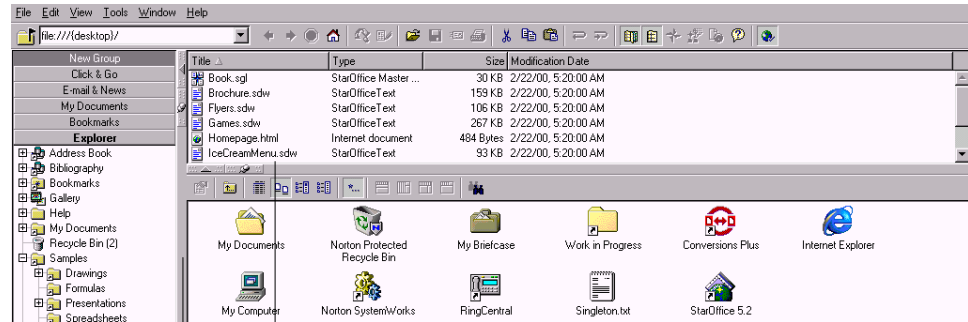 File Edit View Tools Window Help
file:///{desktop}/
New Group
Click & Go
E-mail & News
My Documents
Bookmarks
Explorer
Address Book
Bibliography
Bookmarks
Gallery
Help
My Documents
Recycle Bin (2)
Samples
Drawings
Formulas
Presentations
Spreadsheets
Title Type Size Modification Date
Book.sgl StarOffice Master ... 30 KB 2/22/00, 5:20:00 AM
Brochure.sdw StarOfficeText 159 KB 2/22/00, 5:20:00 AM
Flyers.sdw StarOfficeText 106 KB 2/22/00, 5:20:00 AM
Games.sdw StarOfficeText 267 KB 2/22/00, 5:20:00 AM
Homepage.html Internet document 484 Bytes 2/22/00, 5:20:00 AM
IceCreamMenu.sdw StarOfficeText 93 KB 2/22/00, 5:20:00 AM
My Documents Norton Protected My Briefcase Work in Progress Conversions Plus Internet Explorer
Recycle Bin
My Computer Norton SystemWorks RingCentral Singleton.txt StarOffice 5.2